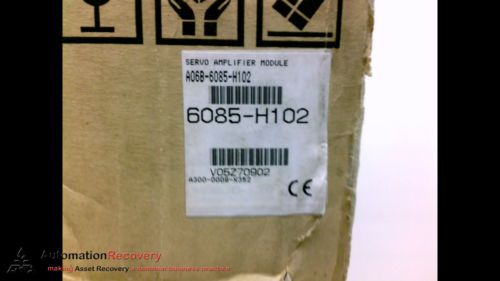 SERVO AMPLIFIER MODULE
A06B-6085-H102
6085-H102
V05Z70902
A300-0008-X352
CE
AutomationRecovery
making Asset Recovery a common business practice